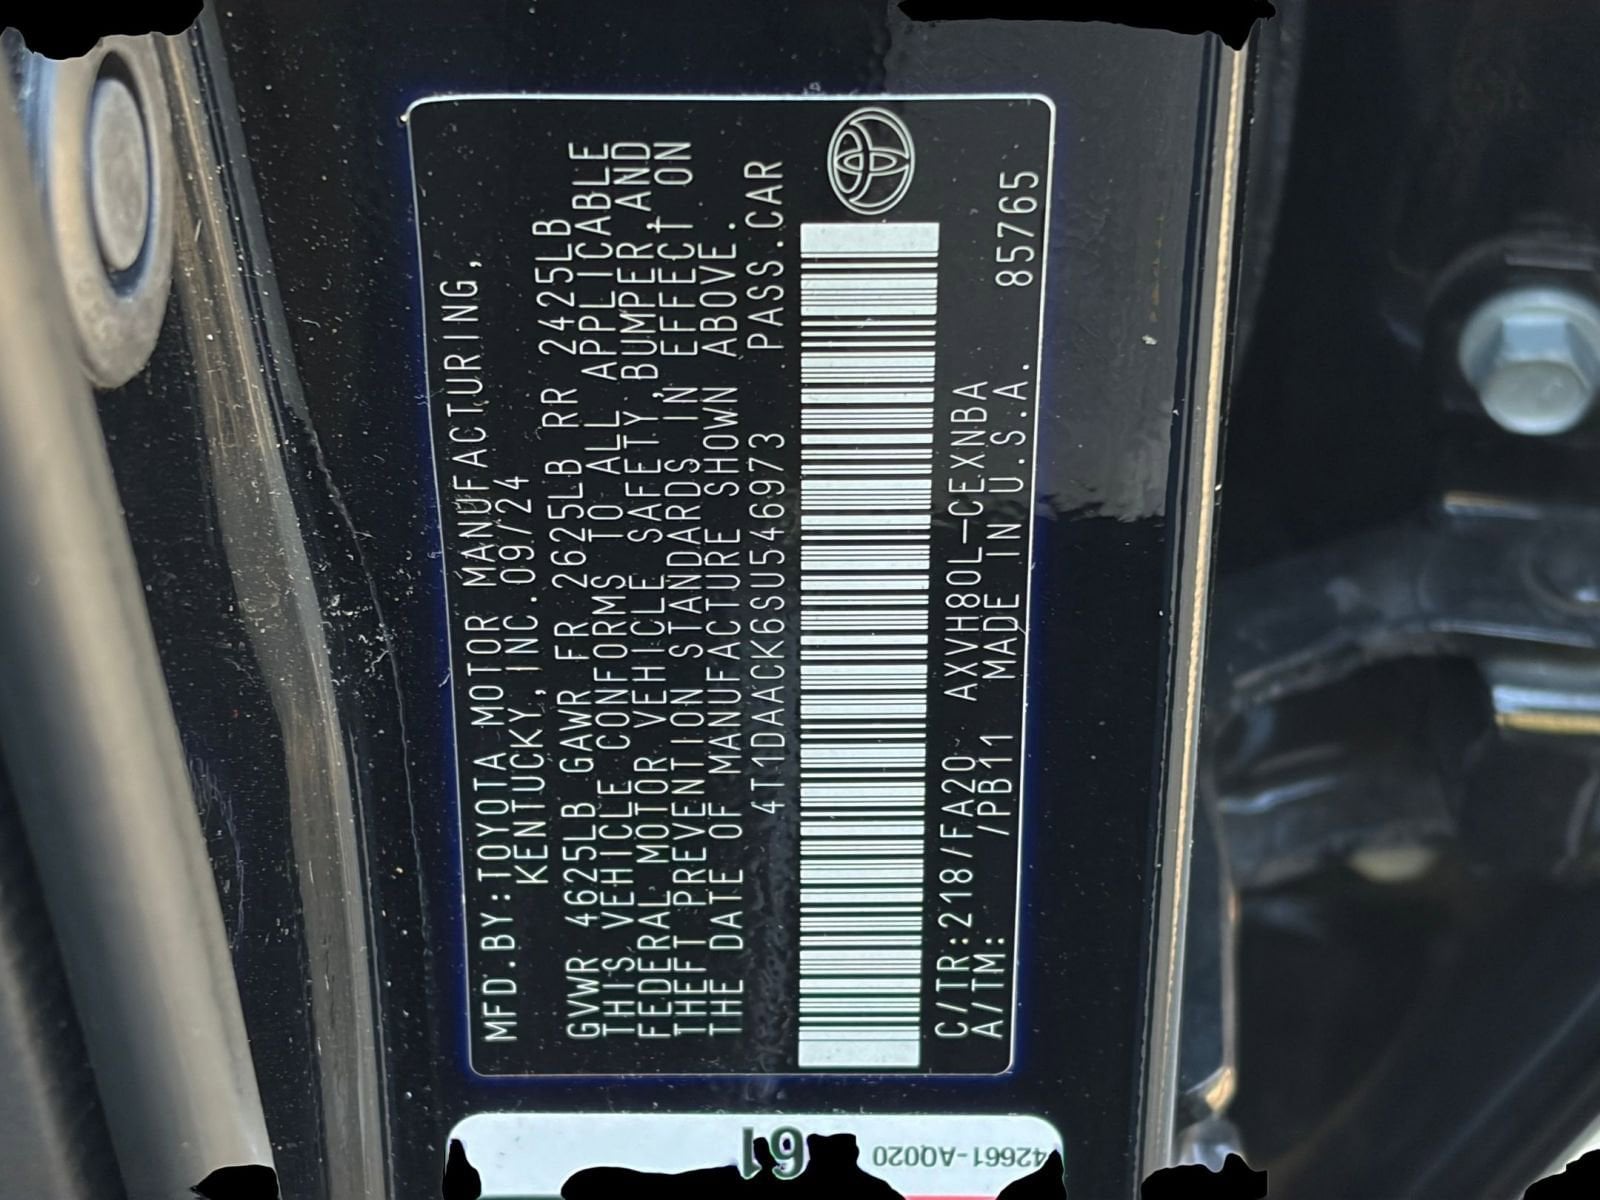 MFD.BY:TOYOTA MOTOR MANUFACTURING,
KENTUCKY, INC.09/24
GVWR 4625LB GAWR FR 2625LB RR 2425LB
THIS VEHICLE CONFORMS TO ALL APPLICABLE
FEDERAL MOTOR VEHICLE SAFETY,BUMPER,AND
THEFT PREVENTION STANDARDS IN EFFECT ON
THE DATE OF MANUFACTURE SHOWN ABOVE.
4T1DAACK6SU546973 PASS.CAR
C/TR:218/FA20 AXVH80L-CEXNBA
A/TM: /PB11 MADE IN U.S.A. 85765
61
42661-AQ020